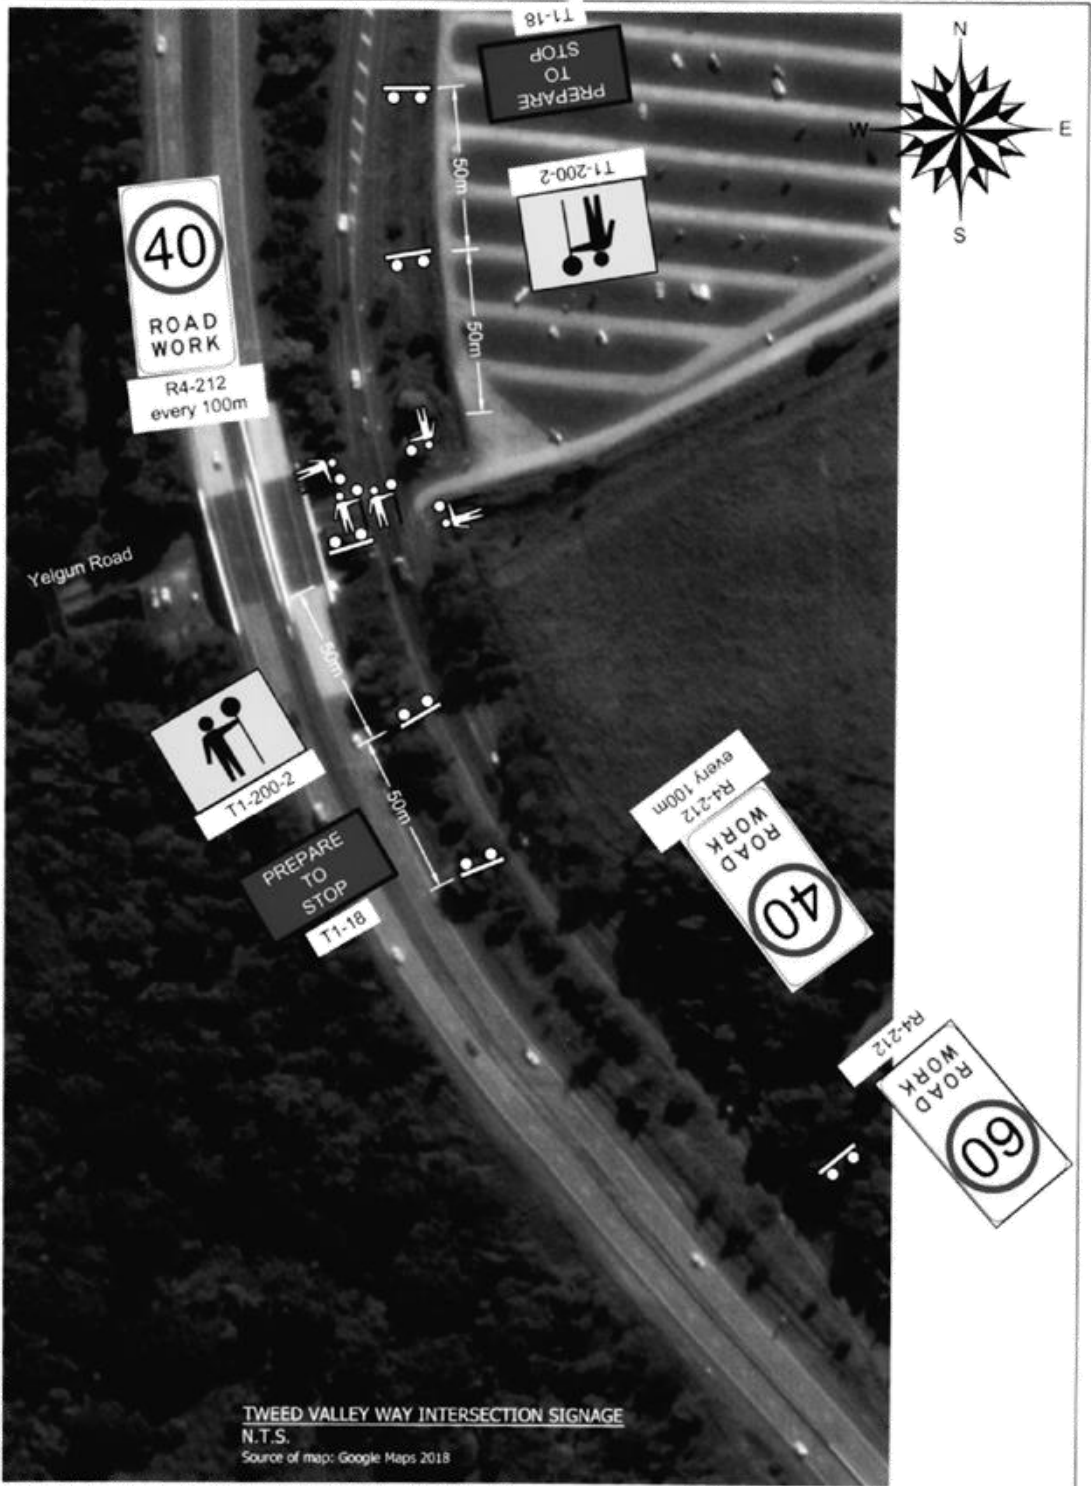 T1-18
PREPARE
TO
STOP
N
W
E
S
50m
T1-200-2
40
ROAD
WORK
R4-212
every 100m
50m
Yelgun Road
50m
T1-200-2
50m
PREPARE
TO
STOP
T1-18
R4-212
every 100m
ROAD
WORK
40
R4-212
ROAD
WORK
60
TWEED VALLEY WAY INTERSECTION SIGNAGE
N.T.S.
Source of map: Google Maps 2018